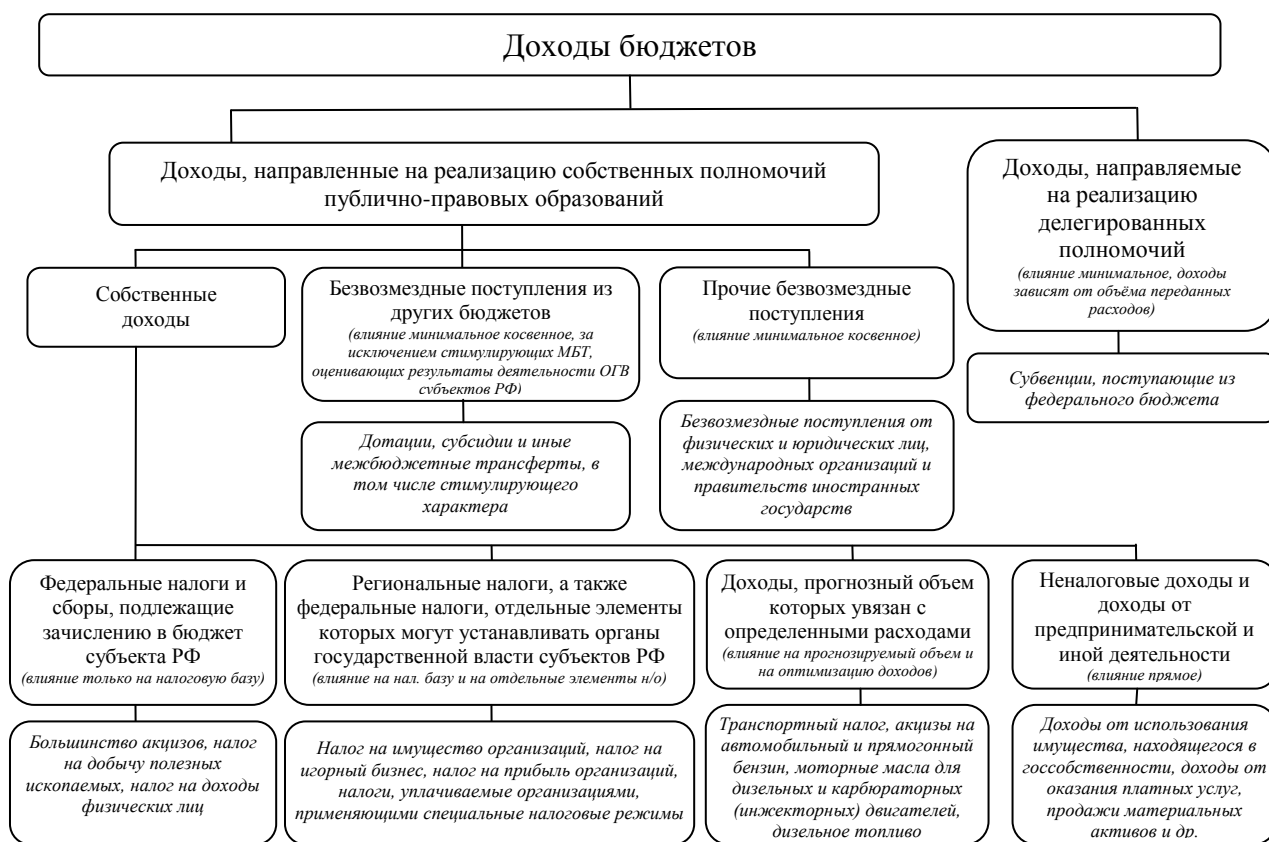 Доходы бюджетов
Доходы, направленные на реализацию собственных полномочий
публично-правовых образований
Доходы, направляемые
на реализацию
делегированных
полномочий
(влияние минимальное, доходы
зависят от объёма переданных
расходов)
Собственные
доходы
Безвозмездные поступления из
других бюджетов
(влияние минимальное косвенное, за
исключением стимулирующих МБТ,
оценивающих результаты деятельности ОГВ
субъектов РФ)
Прочие безвозмездные
поступления
(влияние минимальное косвенное)
Субвенции, поступающие из
федерального бюджета
Дотации, субсидии и иные
межбюджетные трансферты, в
том числе стимулирующего
характера
Безвозмездные поступления от
физических и юридических лиц,
международных организаций и
правительств иностранных
государств
Федеральные налоги и
сборы, подлежащие
зачислению в бюджет
субъекта РФ
(влияние только на налоговую базу)
Региональные налоги, а также
федеральные налоги, отдельные элементы
которых могут устанавливать органы
государственной власти субъектов РФ
(влияние на нал. базу и на отдельные элементы н/о)
Доходы, прогнозный объем
которых увязан с
определенными расходами
(влияние на прогнозируемый объем и
на оптимизацию доходов)
Неналоговые доходы и
доходы от
предпринимательской и
иной деятельности
(влияние прямое)
Большинство акцизов, налог
на добычу полезных
ископаемых, налог на доходы
физических лиц
Налог на имущество организаций, налог на
игорный бизнес, налог на прибыль организаций,
налоги, уплачиваемые организациями,
применяющими специальные налоговые режимы
Транспортный налог, акцизы на
автомобильный и прямогонный
бензин, моторные масла для
дизельных и карбюраторных
(инжекторных) двигателей,
дизельное топливо
Доходы от использования
имущества, находящегося в
госсобственности, доходы от
оказания платных услуг,
продажи материальных
активов и др.